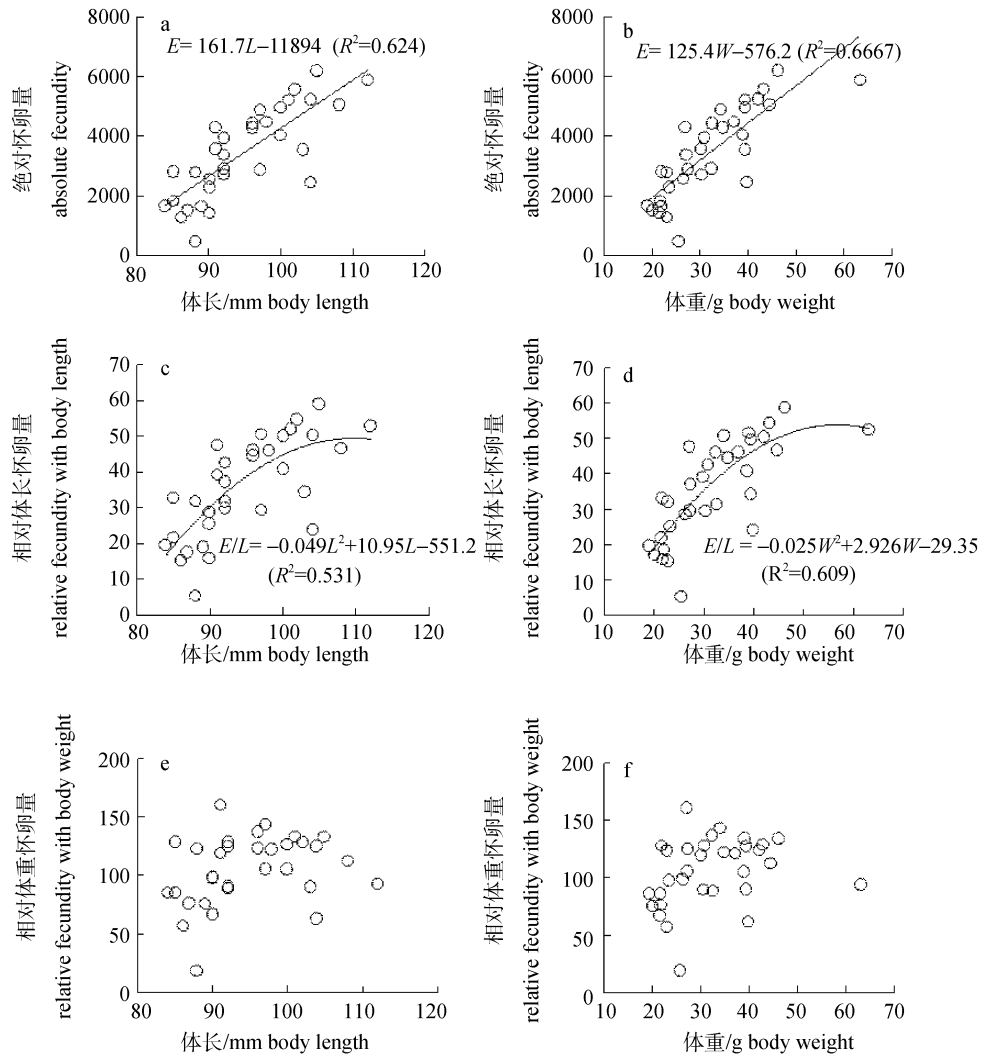 绝对怀卵量
absolute fecundity
8000
6000
4000
2000
0
a
E= 161.7L−11894 (R²=0.624)
80
90
100
110
120
体长/mm body length
绝对怀卵量
absolute fecundity
8000
6000
4000
2000
0
b
E= 125.4W−576.2 (R²=0.6667)
10
20
30
40
50
60
70
体重/g body weight
相对体长怀卵量
relative fecundity with body length
70
60
50
40
30
20
10
0
c
E/L= −0.049L²+10.95L−551.2
(R²=0.531)
80
90
100
110
120
体长/mm body length
相对体长怀卵量
relative fecundity with body length
70
60
50
40
30
20
10
0
d
E/L = −0.025W²+2.926W−29.35
(R²=0.609)
10
20
30
40
50
60
70
体重/g body weight
相对体重怀卵量
relative fecundity with body weight
200
150
100
50
0
e
80
90
100
110
120
体长/mm body length
相对体重怀卵量
relative fecundity with body weight
200
150
100
50
0
f
10
20
30
40
50
60
70
体重/g body weight